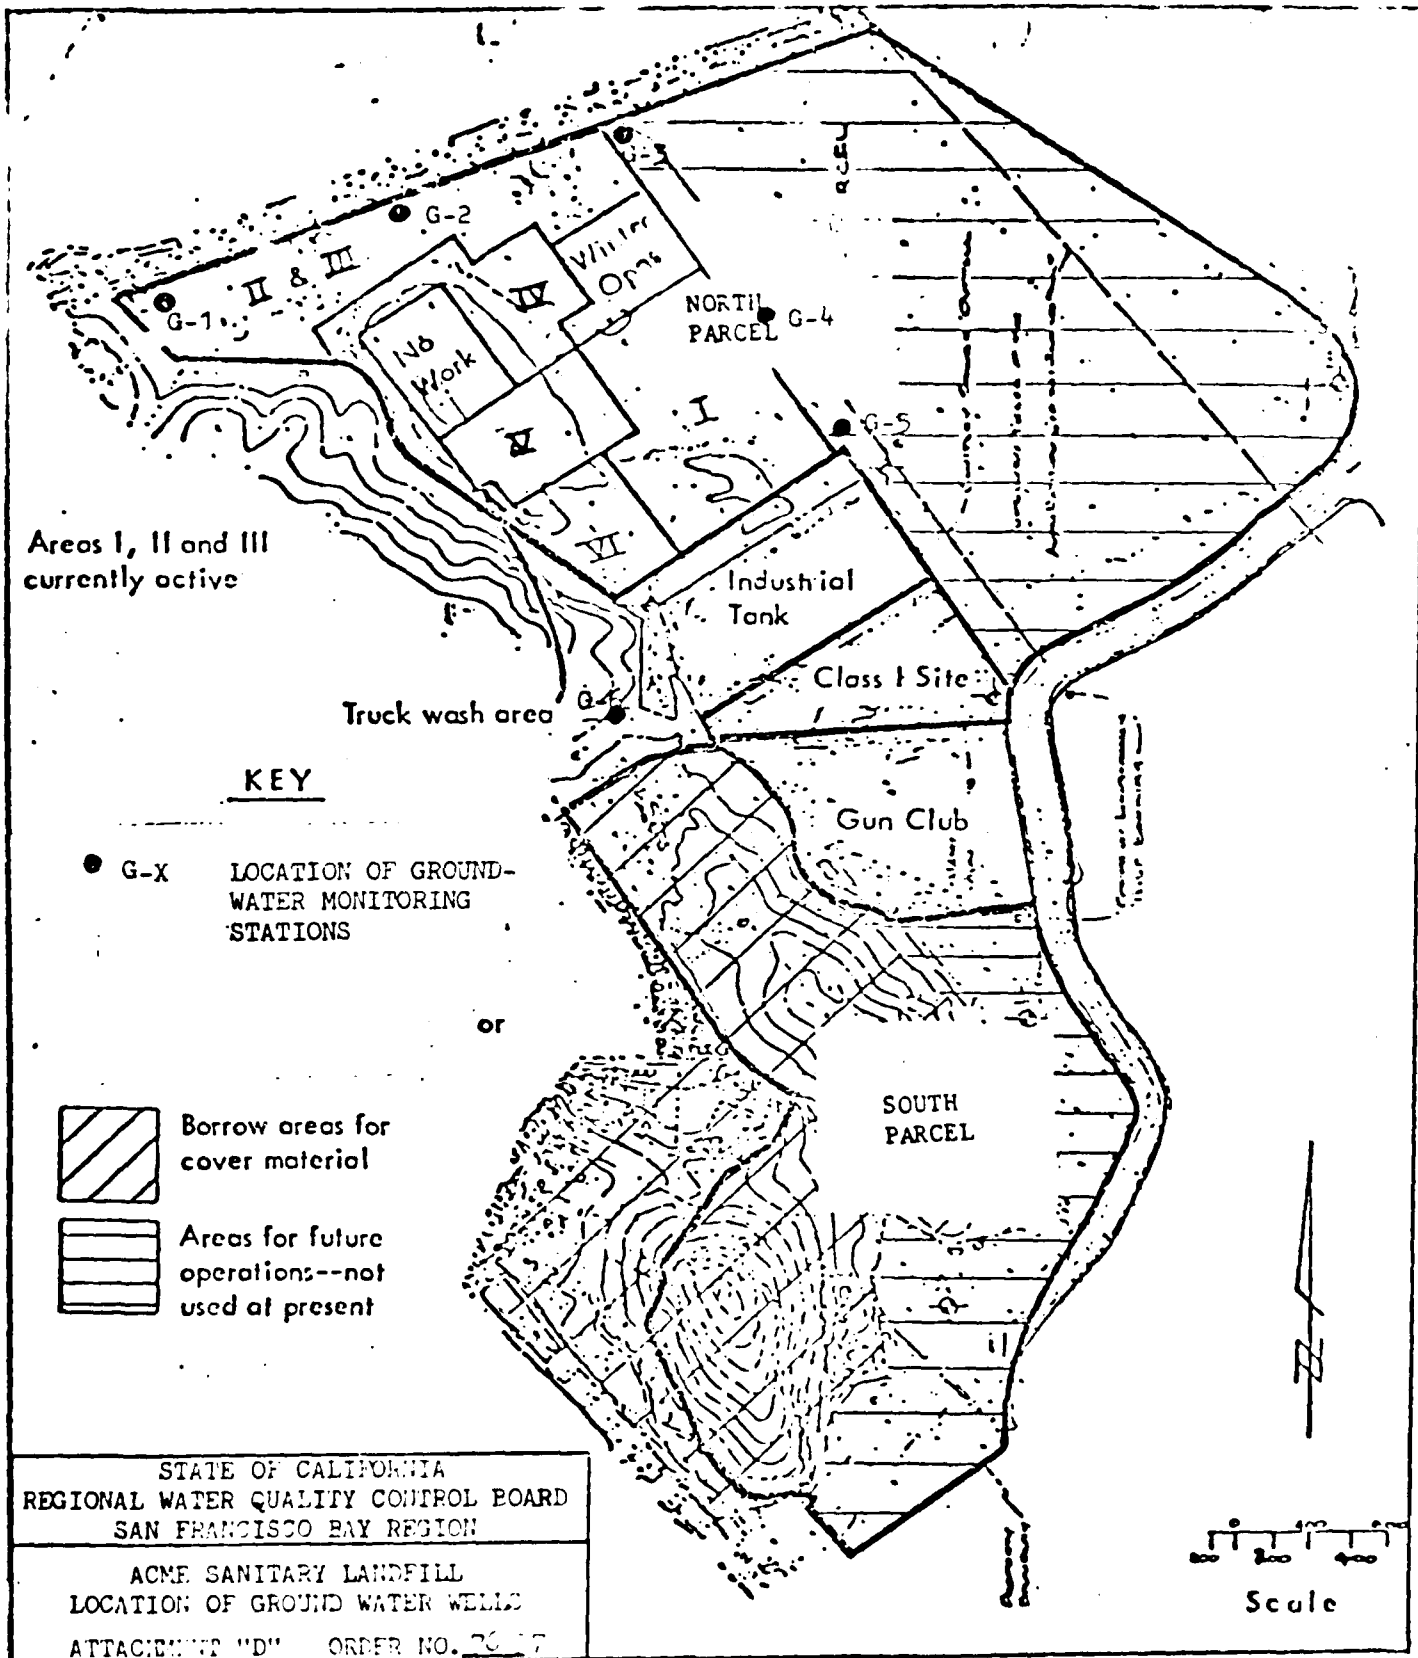 G-2
II & III
G-1
IV
Winter
Opns
No
Work
V
NORTH
PARCEL
G-4
I
G-5
VI
Areas I, II and III
currently active
Industrial
Tank
Class I Site
Truck wash area
Gun Club
KEY
G-X
LOCATION OF GROUND-
WATER MONITORING
STATIONS
or
SOUTH
PARCEL
Borrow areas for
cover material
Areas for future
operations--not
used at present
STATE OF CALIFORNIA
REGIONAL WATER QUALITY CONTROL BOARD
SAN FRANCISCO BAY REGION
ACME SANITARY LANDFILL
LOCATION OF GROUND WATER WELLS
ATTACHMENT "D" ORDER NO.
Scale